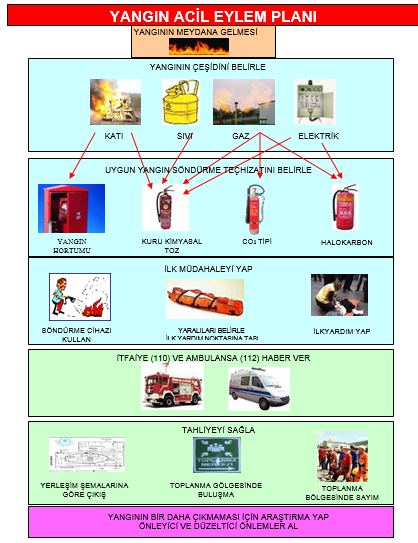 YANGIN ACİL EYLEM PLANI
YANGININ MEYDANA GELMESİ
YANGININ ÇEŞİDİNİ BELİRLE
KATI
SIVI
GAZ
ELEKTRİK
UYGUN YANGIN SÖNDÜRME TEÇHİZATINI BELİRLE
YANGIN
HORTUMU
KURU KİMYASAL
TOZ
CO₂ TİPİ
HALOKARBON
İLK MÜDAHALEYİ YAP
SÖNDÜRME CİHAZI
KULLAN
YARALILARI BELİRLE
İLK YARDIM NOKTASINA TAŞI
İLKYARDIM YAP
İTFAİYE (110) VE AMBULANSA (112) HABER VER
TAHLİYEYİ SAĞLA
TOPLANMA
MERKEZİ
YERLEŞİM ŞEMALARINA
GÖRE ÇIKIŞ
TOPLANMA GÖLGESİNDE
BULUŞMA
TOPLANMA
BÖLGESİNDE SAYIM
YANGININ BİR DAHA ÇIKMAMASI İÇİN ARAŞTIRMA YAP
ÖNLEYİCİ VE DÜZELTİCİ ÖNLEMLER AL